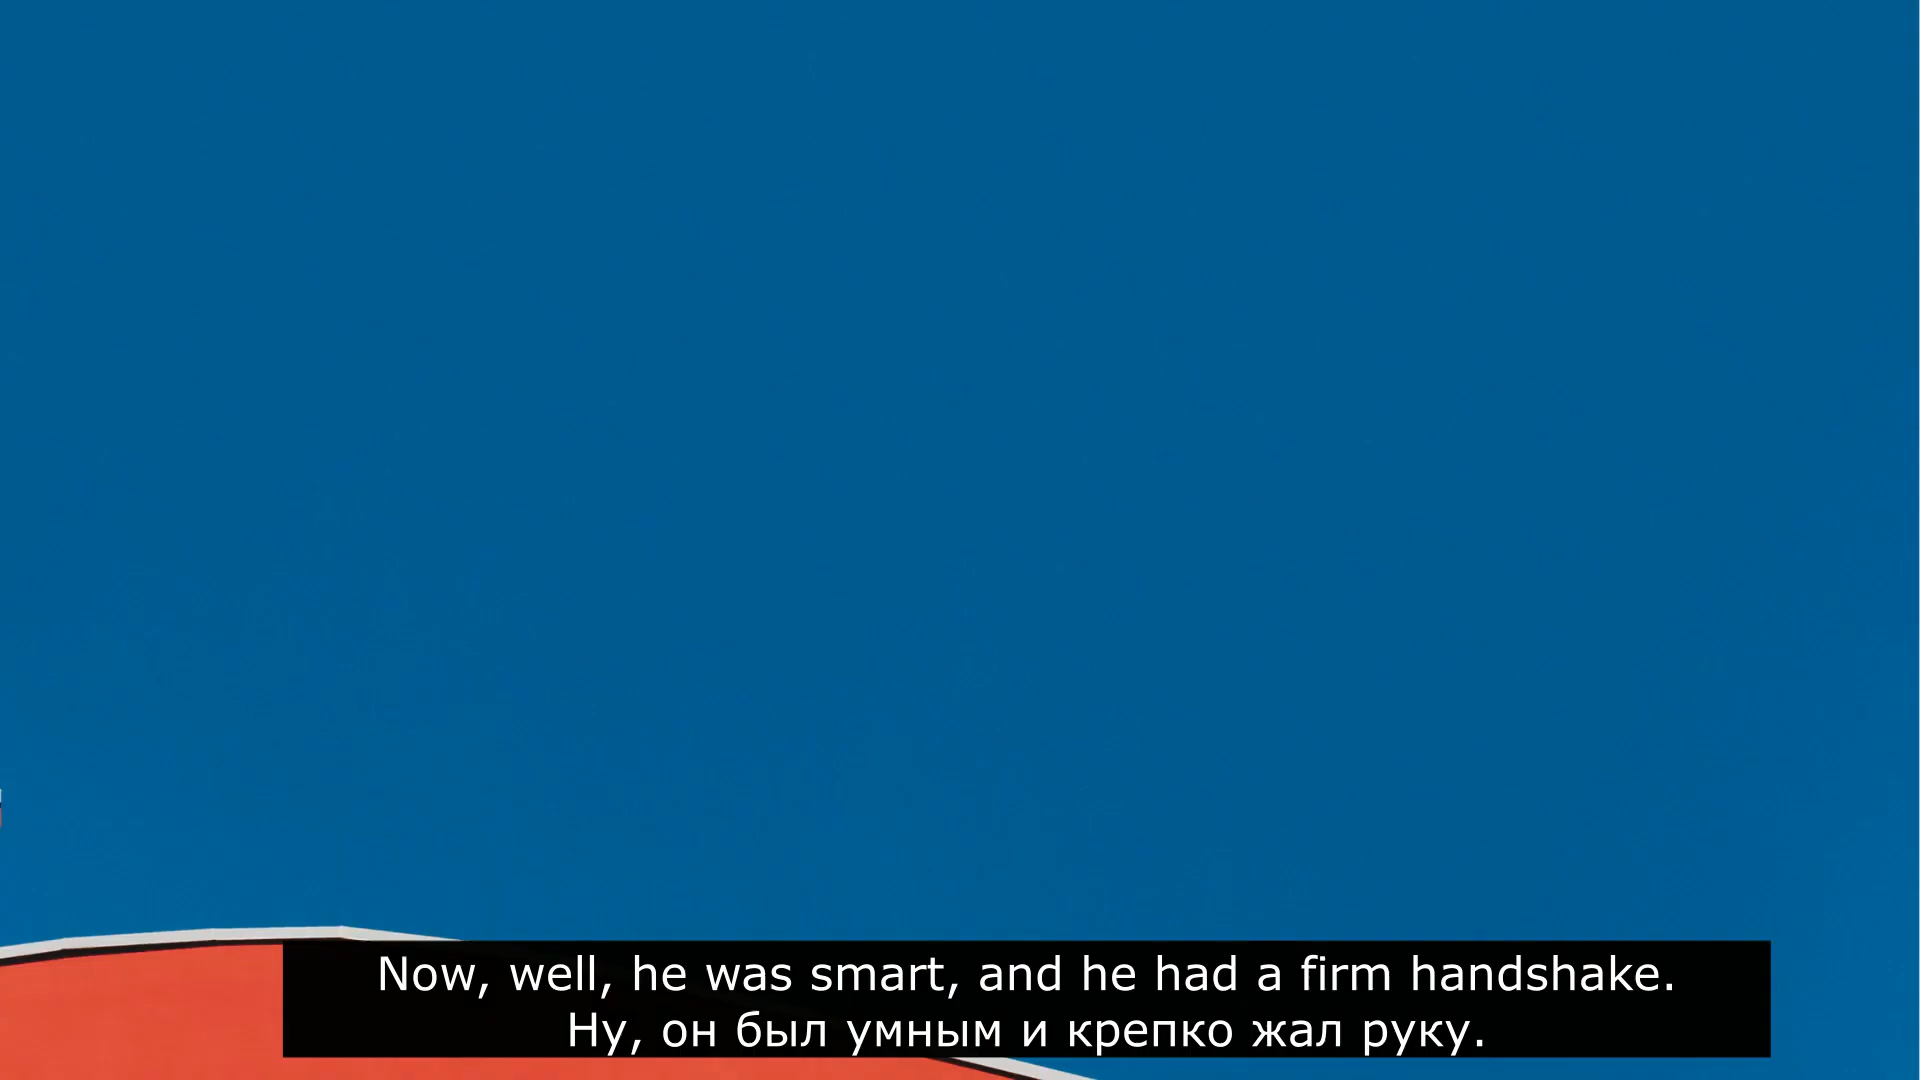 Now, well, he was smart, and he had a firm handshake.
Ну, он был умным и крепко жал руку.